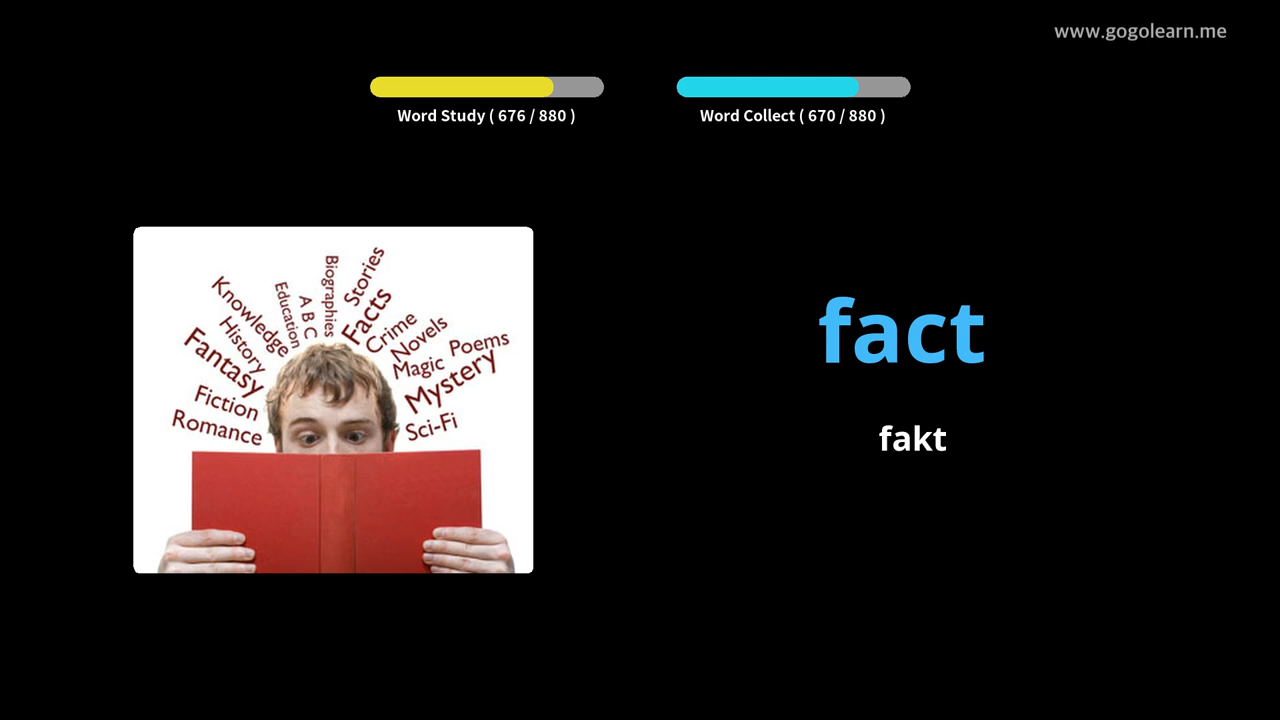 www.gogolearn.me
Word Study ( 676 / 880 )
Word Collect ( 670 / 880 )
Romance
Fiction
Fantasy
History
Knowledge
Education
A B C
Biographies
Stories
Facts
Crime
Novels
Magic
Poems
Mystery
Sci-Fi
fact
fakt